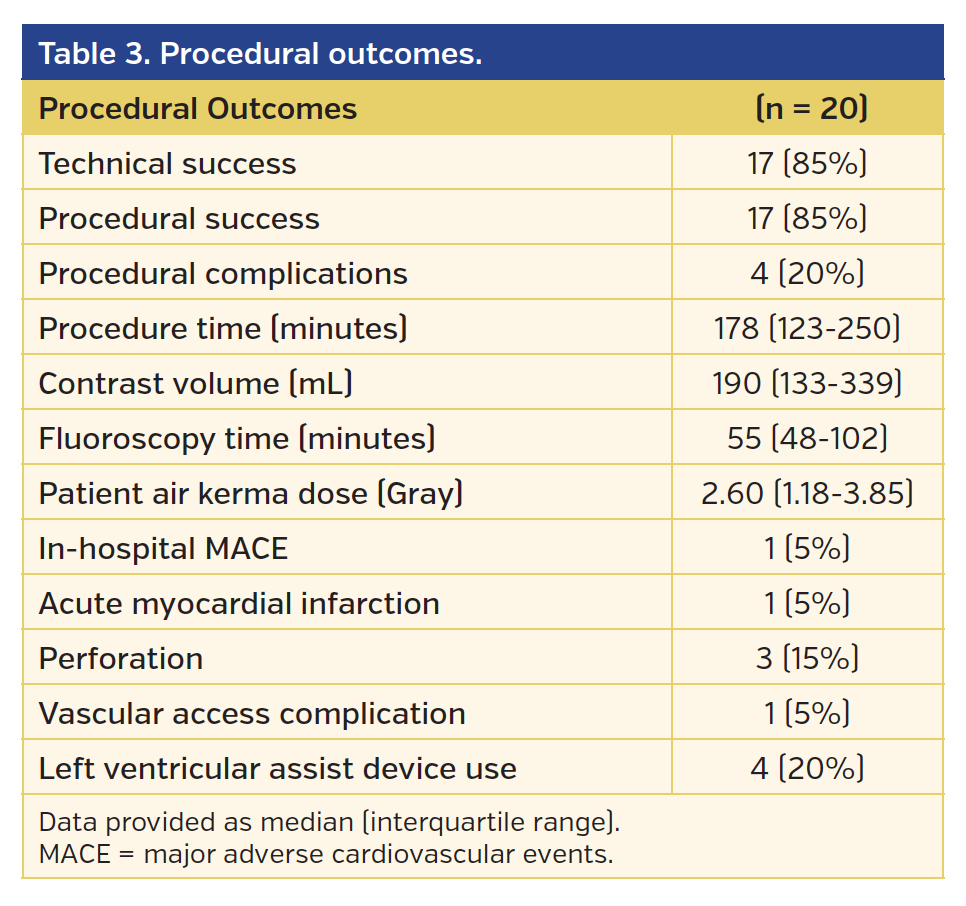 Table 3. Procedural outcomes.
Procedural Outcomes (n = 20)
Technical success 17 (85%)
Procedural success 17 (85%)
Procedural complications 4 (20%)
Procedure time (minutes) 178 (123-250)
Contrast volume (mL) 190 (133-339)
Fluoroscopy time (minutes) 55 (48-102)
Patient air kerma dose (Gray) 2.60 (1.18-3.85)
In-hospital MACE 1 (5%)
Acute myocardial infarction 1 (5%)
Perforation 3 (15%)
Vascular access complication 1 (5%)
Left ventricular assist device use 4 (20%)
Data provided as median (interquartile range).
MACE = major adverse cardiovascular events.